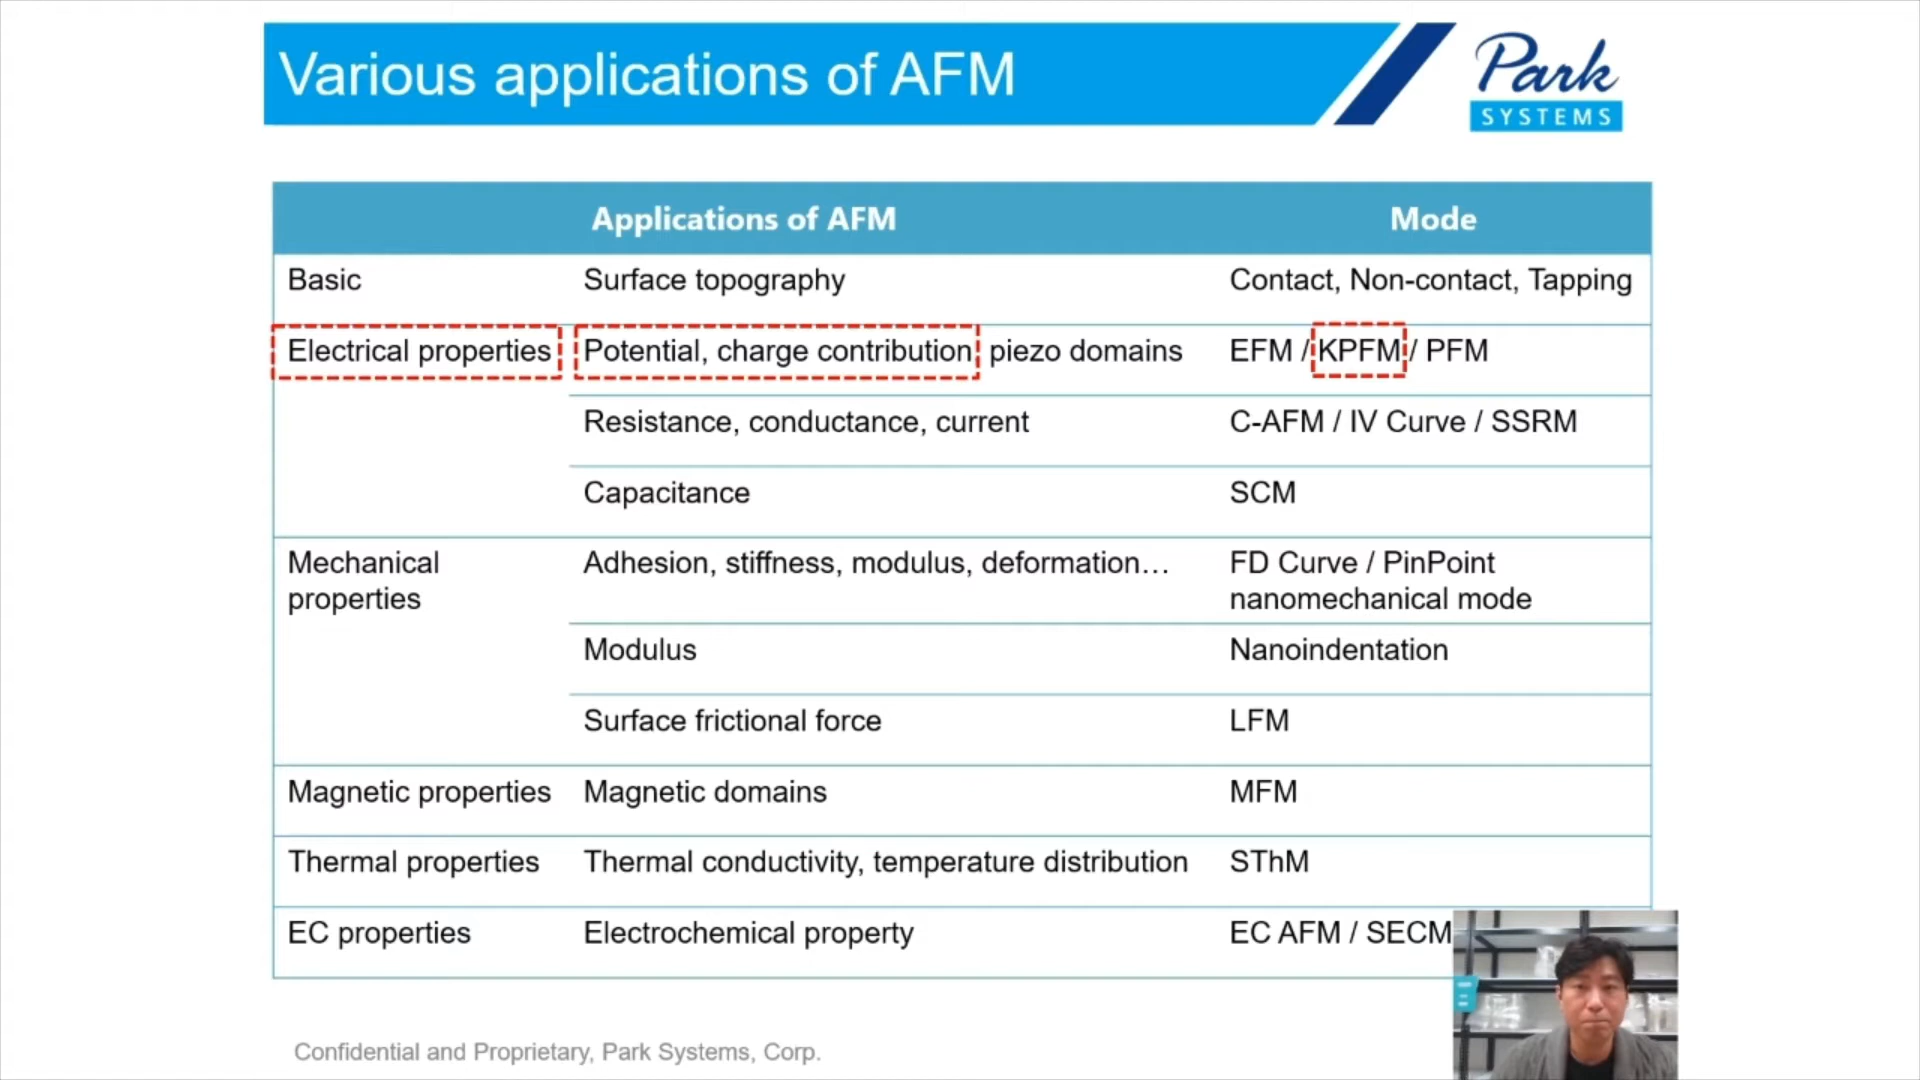 Various applications of AFM
Park
SYSTEMS
Applications of AFM Mode
Basic Surface topography Contact, Non-contact, Tapping
Electrical properties Potential, charge contribution piezo domains EFM / KPFM / PFM
Resistance, conductance, current C-AFM / IV Curve / SSRM
Capacitance SCM
Mechanical Adhesion, stiffness, modulus, deformation… FD Curve / PinPoint
properties nanomechanical mode
Modulus Nanoindentation
Surface frictional force LFM
Magnetic properties Magnetic domains MFM
Thermal properties Thermal conductivity, temperature distribution SThM
EC properties Electrochemical property EC AFM / SECM
Confidential and Proprietary, Park Systems, Corp.